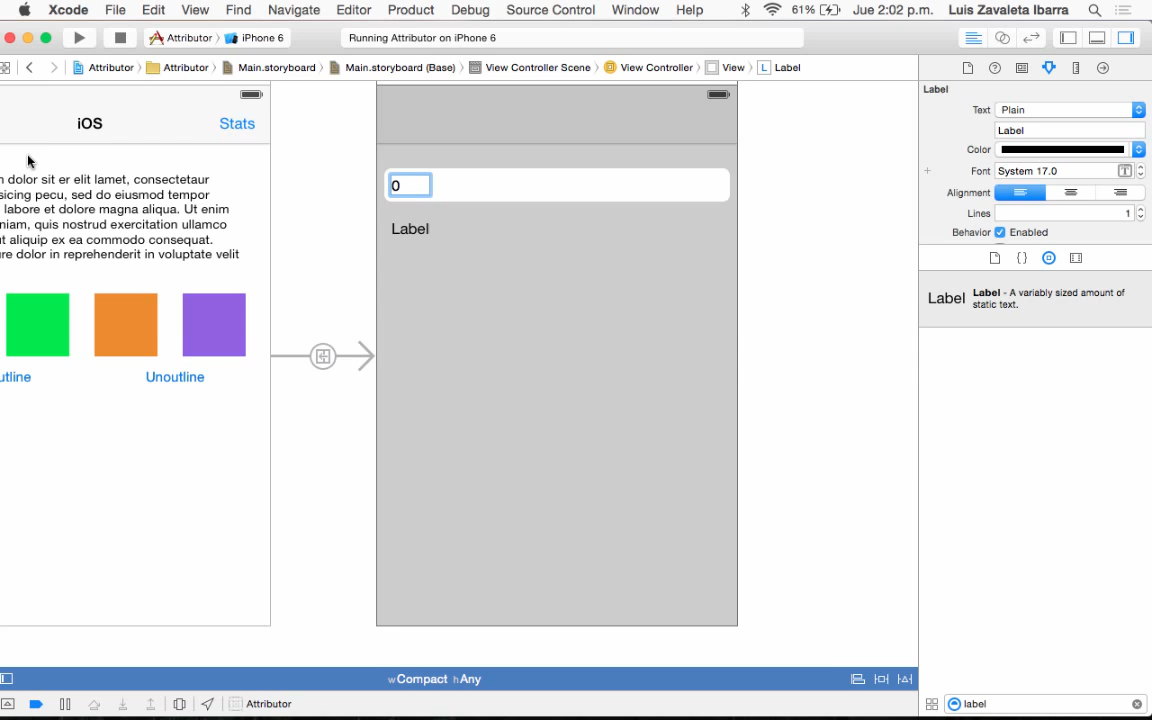 Xcode File Edit View Find Navigate Editor Product Debug Source Control Window Help 61% Jue 2:02 p.m. Luis Zavaleta Ibarra
Attributor iPhone 6 Running Attributor on iPhone 6
Attributor Attributor Main.storyboard Main.storyboard (Base) View Controller Scene View Controller View L Label
iOS Stats
n dolor sit er elit lamet, consectetaur
sicing pecu, sed do eiusmod tempor
labore et dolore magna aliqua. Ut enim
niam, quis nostrud exercitation ullamco
ut aliquip ex ea commodo consequat.
re dolor in reprehenderit in voluptate velit
utline Unoutline
0
Label
Label
Text Plain
Label
Color
Font System 17.0 T
Alignment
Lines 1
Behavior Enabled
{ }
Label Label - A variably sized amount of
static text.
wCompact hAny
Attributor
label